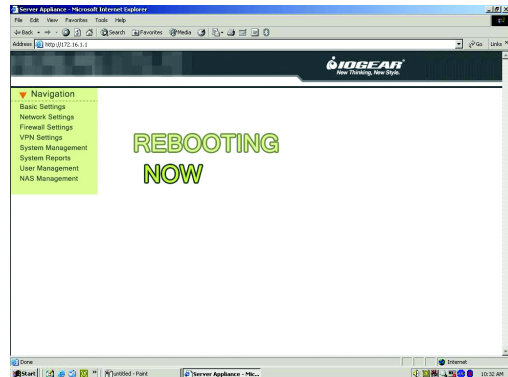 Server Appliance - Microsoft Internet Explorer
File Edit View Favorites Tools Help
Back Search Favorites Media
Address http://172.16.1.1 Go Links
IOGEAR
New Thinking, New Style.
Navigation
Basic Settings
Network Settings
Firewall Settings
VPN Settings
System Management
System Reports
User Management
NAS Management
REBOOTING
NOW
Done Internet
Start untitled - Paint Server Appliance - Mic... 10:32 AM